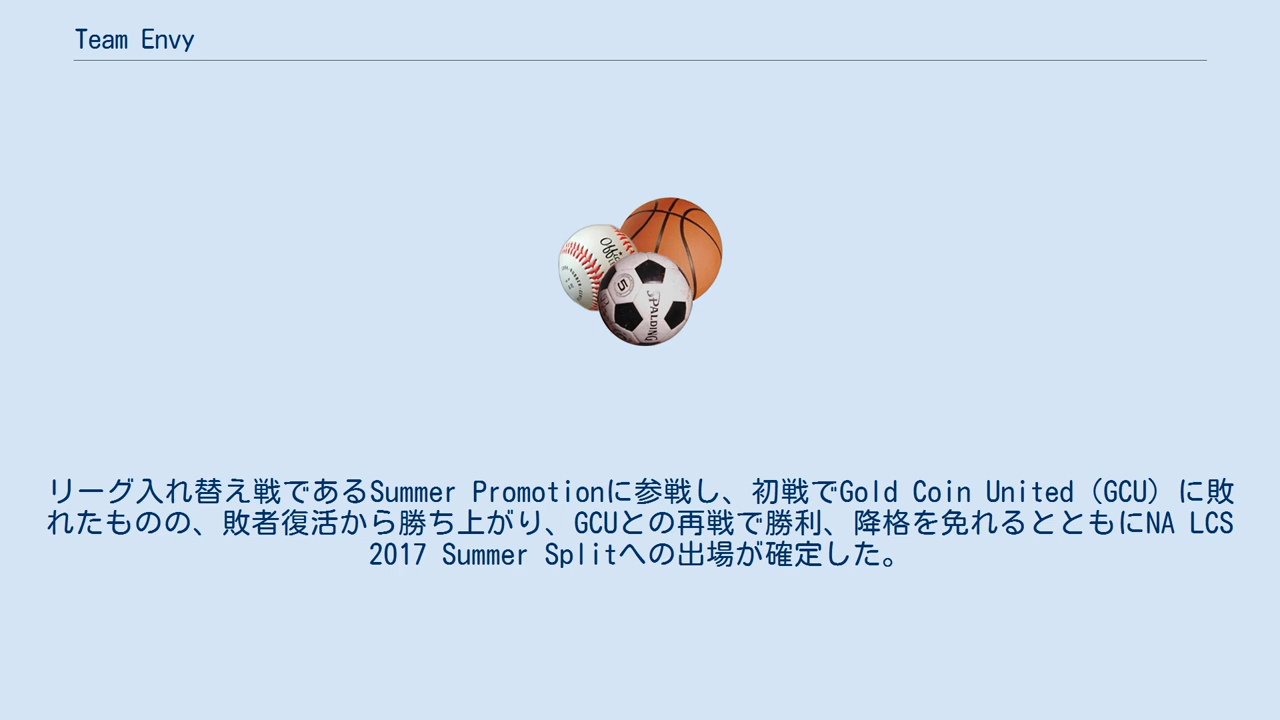 Team Envy
Offic
5
SPALDING
リーグ入れ替え戦であるSummer Promotionに参戦し、初戦でGold Coin United（GCU）に敗
れたものの、敗者復活から勝ち上がり、GCUとの再戦で勝利、降格を免れるとともにNA LCS
2017 Summer Splitへの出場が確定した。